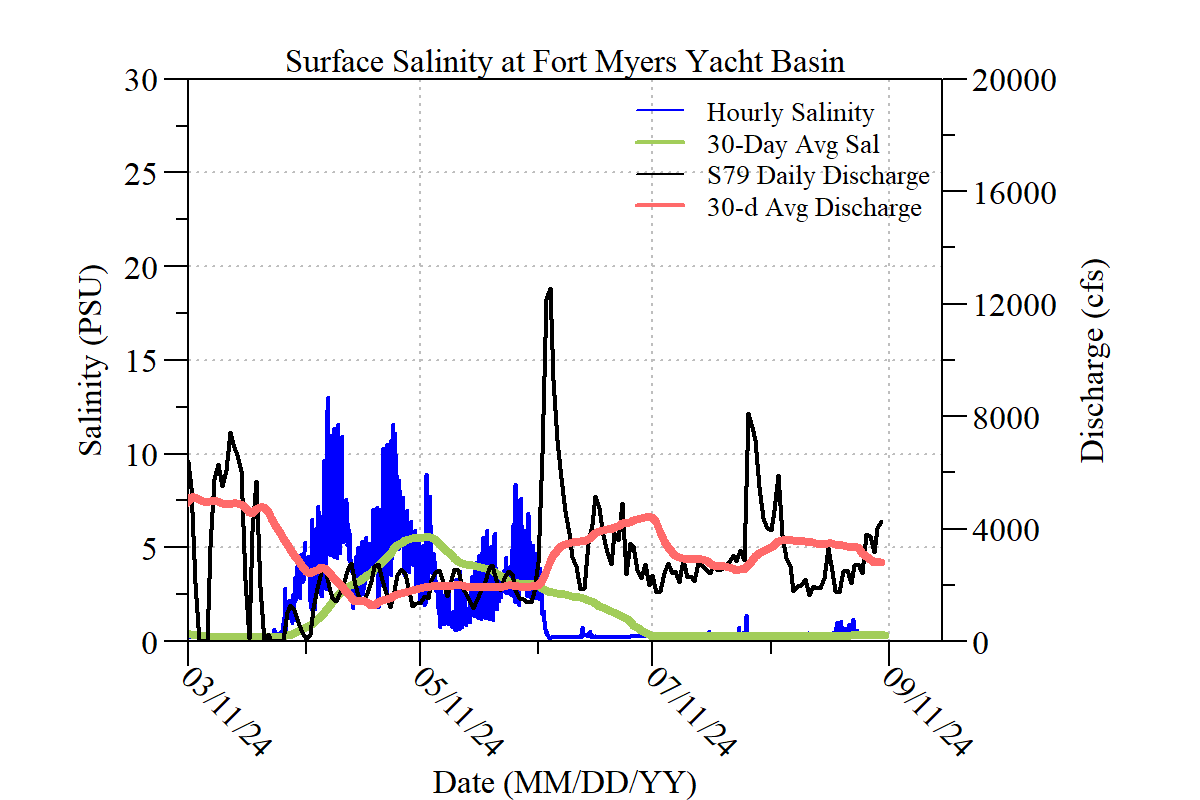 Surface Salinity at Fort Myers Yacht Basin
30
25
20
15
10
5
0
Salinity (PSU)
Hourly Salinity
30-Day Avg Sal
S79 Daily Discharge
30-d Avg Discharge
20000
16000
12000
8000
4000
0
Discharge (cfs)
03/11/24
05/11/24
07/11/24
09/11/24
Date (MM/DD/YY)